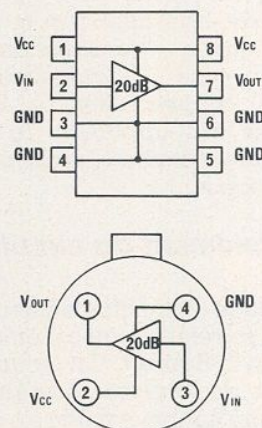 Vcc 1 8 Vcc
VIN 2 20dB 7 VOUT
GND 3 6 GND
GND 4 5 GND
VOUT 1 4 GND
20dB
Vcc 2 3 VIN